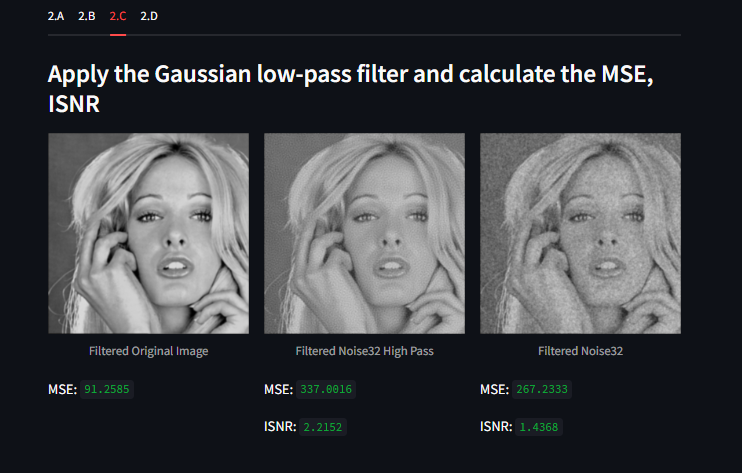 2.A 2.B 2.C 2.D
Apply the Gaussian low-pass filter and calculate the MSE,
ISNR
Filtered Original Image Filtered Noise32 High Pass Filtered Noise32
MSE: 91.2585 MSE: 337.0016 MSE: 267.2333
ISNR: 2.2152 ISNR: 1.4368